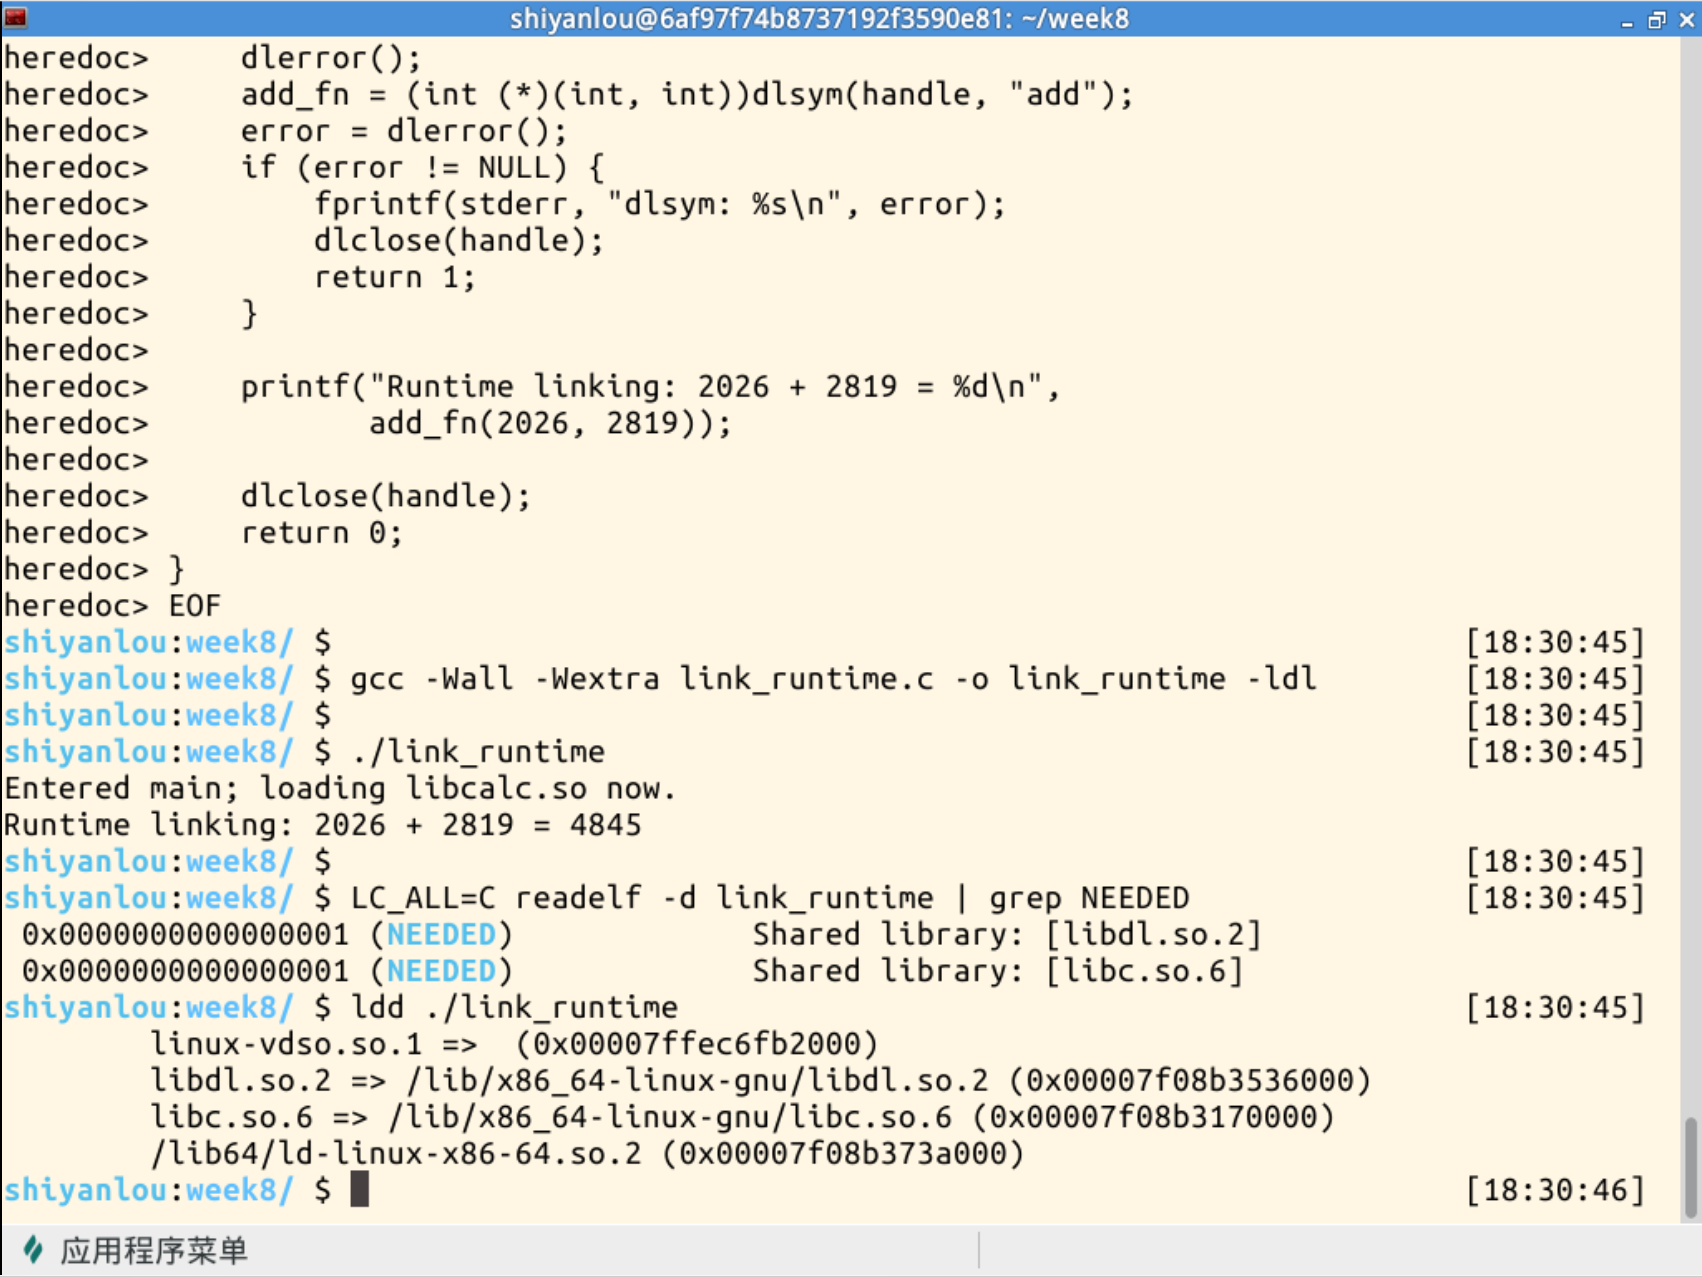 shiyanlou@6af97f74b8737192f3590e81: ~/week8
heredoc>     dlerror();
heredoc>     add_fn = (int (*)(int, int))dlsym(handle, "add");
heredoc>     error = dlerror();
heredoc>     if (error != NULL) {
heredoc>         fprintf(stderr, "dlsym: %s\n", error);
heredoc>         dlclose(handle);
heredoc>         return 1;
heredoc>     }
heredoc>
heredoc>     printf("Runtime linking: 2026 + 2819 = %d\n",
heredoc>            add_fn(2026, 2819));
heredoc>
heredoc>     dlclose(handle);
heredoc>     return 0;
heredoc> }
heredoc> EOF
shiyanlou:week8/ $ [18:30:45]
shiyanlou:week8/ $ gcc -Wall -Wextra link_runtime.c -o link_runtime -ldl [18:30:45]
shiyanlou:week8/ $ [18:30:45]
shiyanlou:week8/ $ ./link_runtime [18:30:45]
Entered main; loading libcalc.so now.
Runtime linking: 2026 + 2819 = 4845
shiyanlou:week8/ $ [18:30:45]
shiyanlou:week8/ $ LC_ALL=C readelf -d link_runtime | grep NEEDED [18:30:45]
 0x0000000000000001 (NEEDED)             Shared library: [libdl.so.2]
 0x0000000000000001 (NEEDED)             Shared library: [libc.so.6]
shiyanlou:week8/ $ ldd ./link_runtime [18:30:45]
        linux-vdso.so.1 =>  (0x00007ffec6fb2000)
        libdl.so.2 => /lib/x86_64-linux-gnu/libdl.so.2 (0x00007f08b3536000)
        libc.so.6 => /lib/x86_64-linux-gnu/libc.so.6 (0x00007f08b3170000)
        /lib64/ld-linux-x86-64.so.2 (0x00007f08b373a000)
shiyanlou:week8/ $ [18:30:46]
应用程序菜单